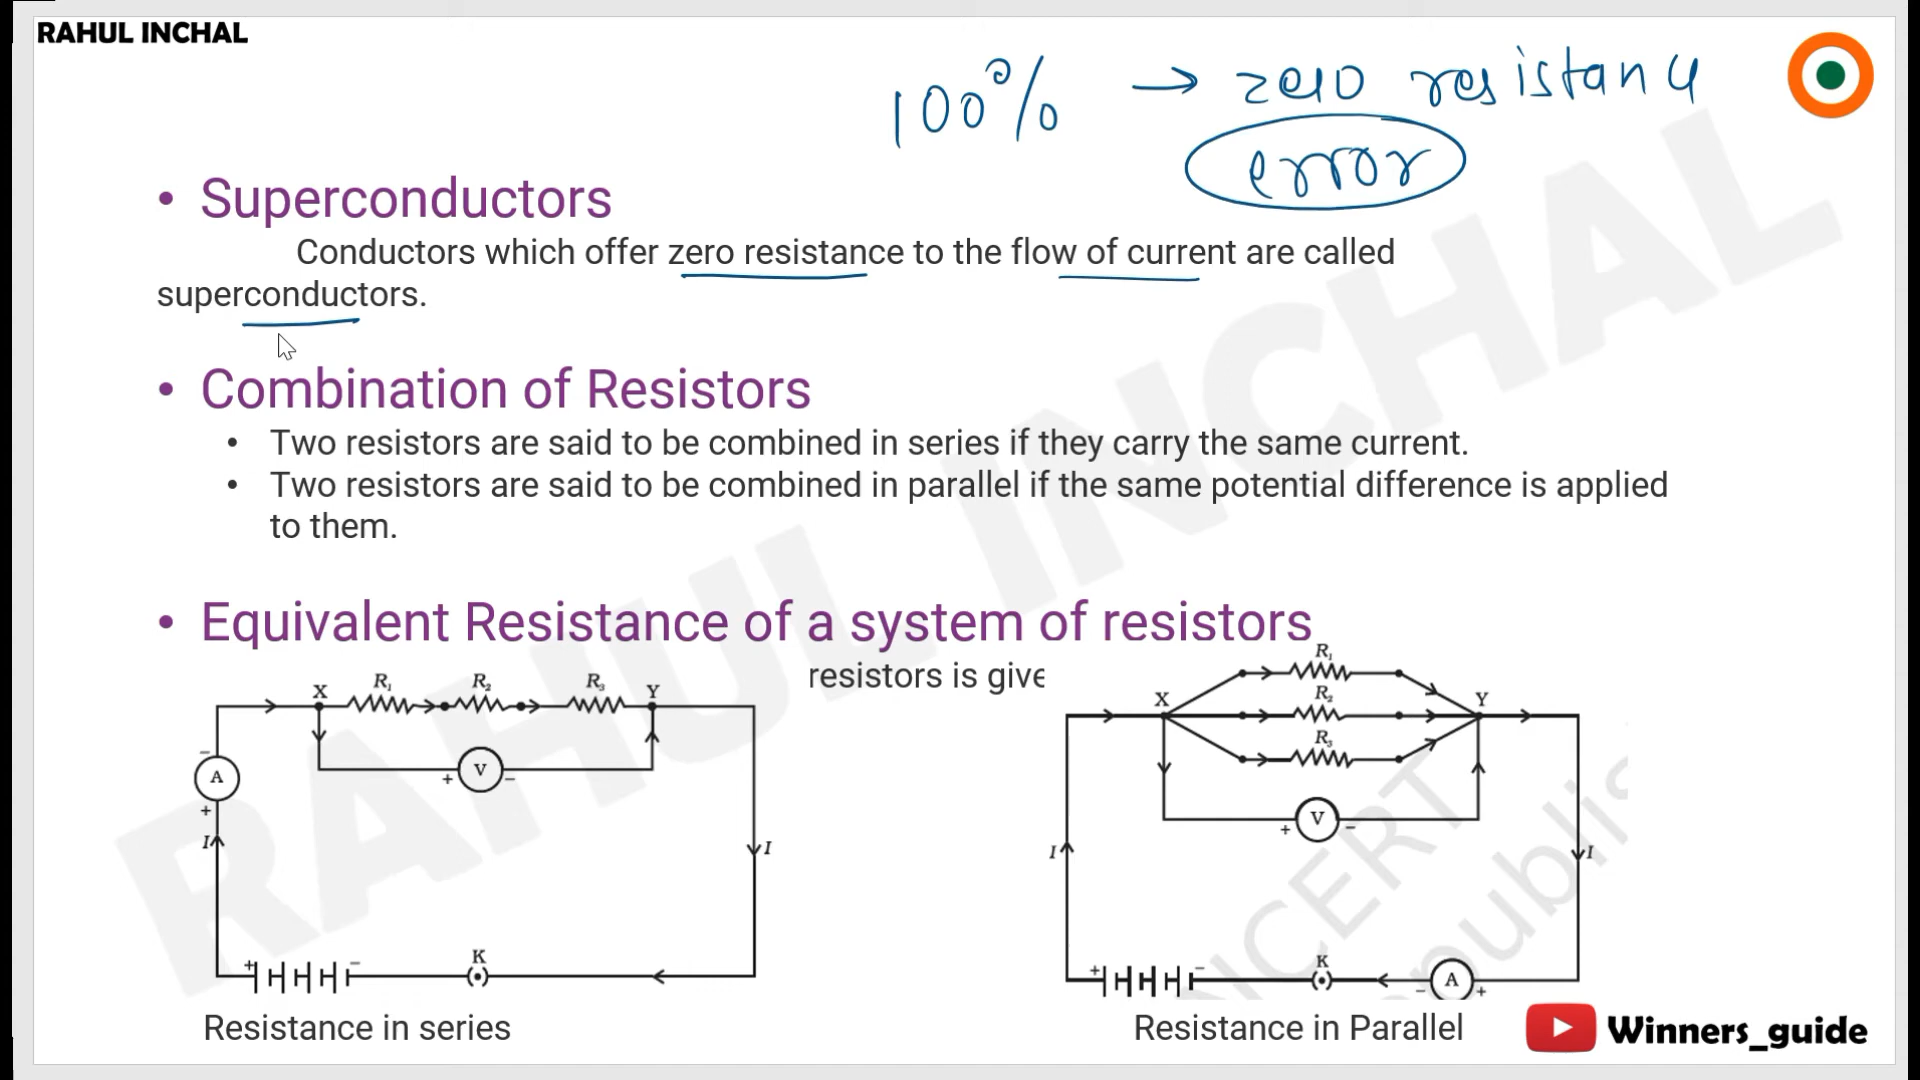 RAHUL INCHAL
100% → zero resistance
error
• Superconductors
Conductors which offer zero resistance to the flow of current are called
superconductors.
• Combination of Resistors
• Two resistors are said to be combined in series if they carry the same current.
• Two resistors are said to be combined in parallel if the same potential difference is applied
to them.
• Equivalent Resistance of a system of resistors
resistors is give
X R₁ R₂ R₃ Y
+ V −
−
A
+
I
I
+ − K
Resistance in series
R₁
X R₂ Y
R₃
+ V −
I
I
+ − K − A +
Resistance in Parallel
Winners_guide
RAHUL INCHAL
NCERT